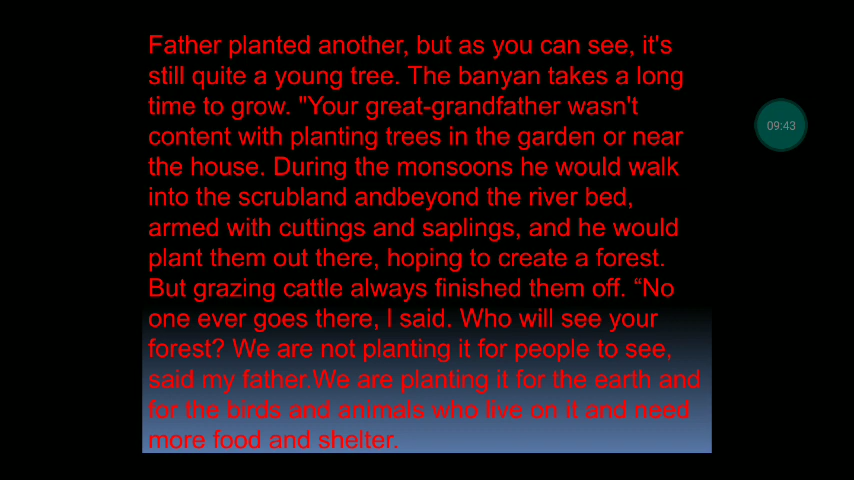 Father planted another, but as you can see, it's
still quite a young tree. The banyan takes a long
time to grow. "Your great-grandfather wasn't
content with planting trees in the garden or near
the house. During the monsoons he would walk
into the scrubland andbeyond the river bed,
armed with cuttings and saplings, and he would
plant them out there, hoping to create a forest.
But grazing cattle always finished them off. “No
one ever goes there, I said. Who will see your
forest? We are not planting it for people to see,
said my father.We are planting it for the earth and
for the birds and animals who live on it and need
more food and shelter.
09:43